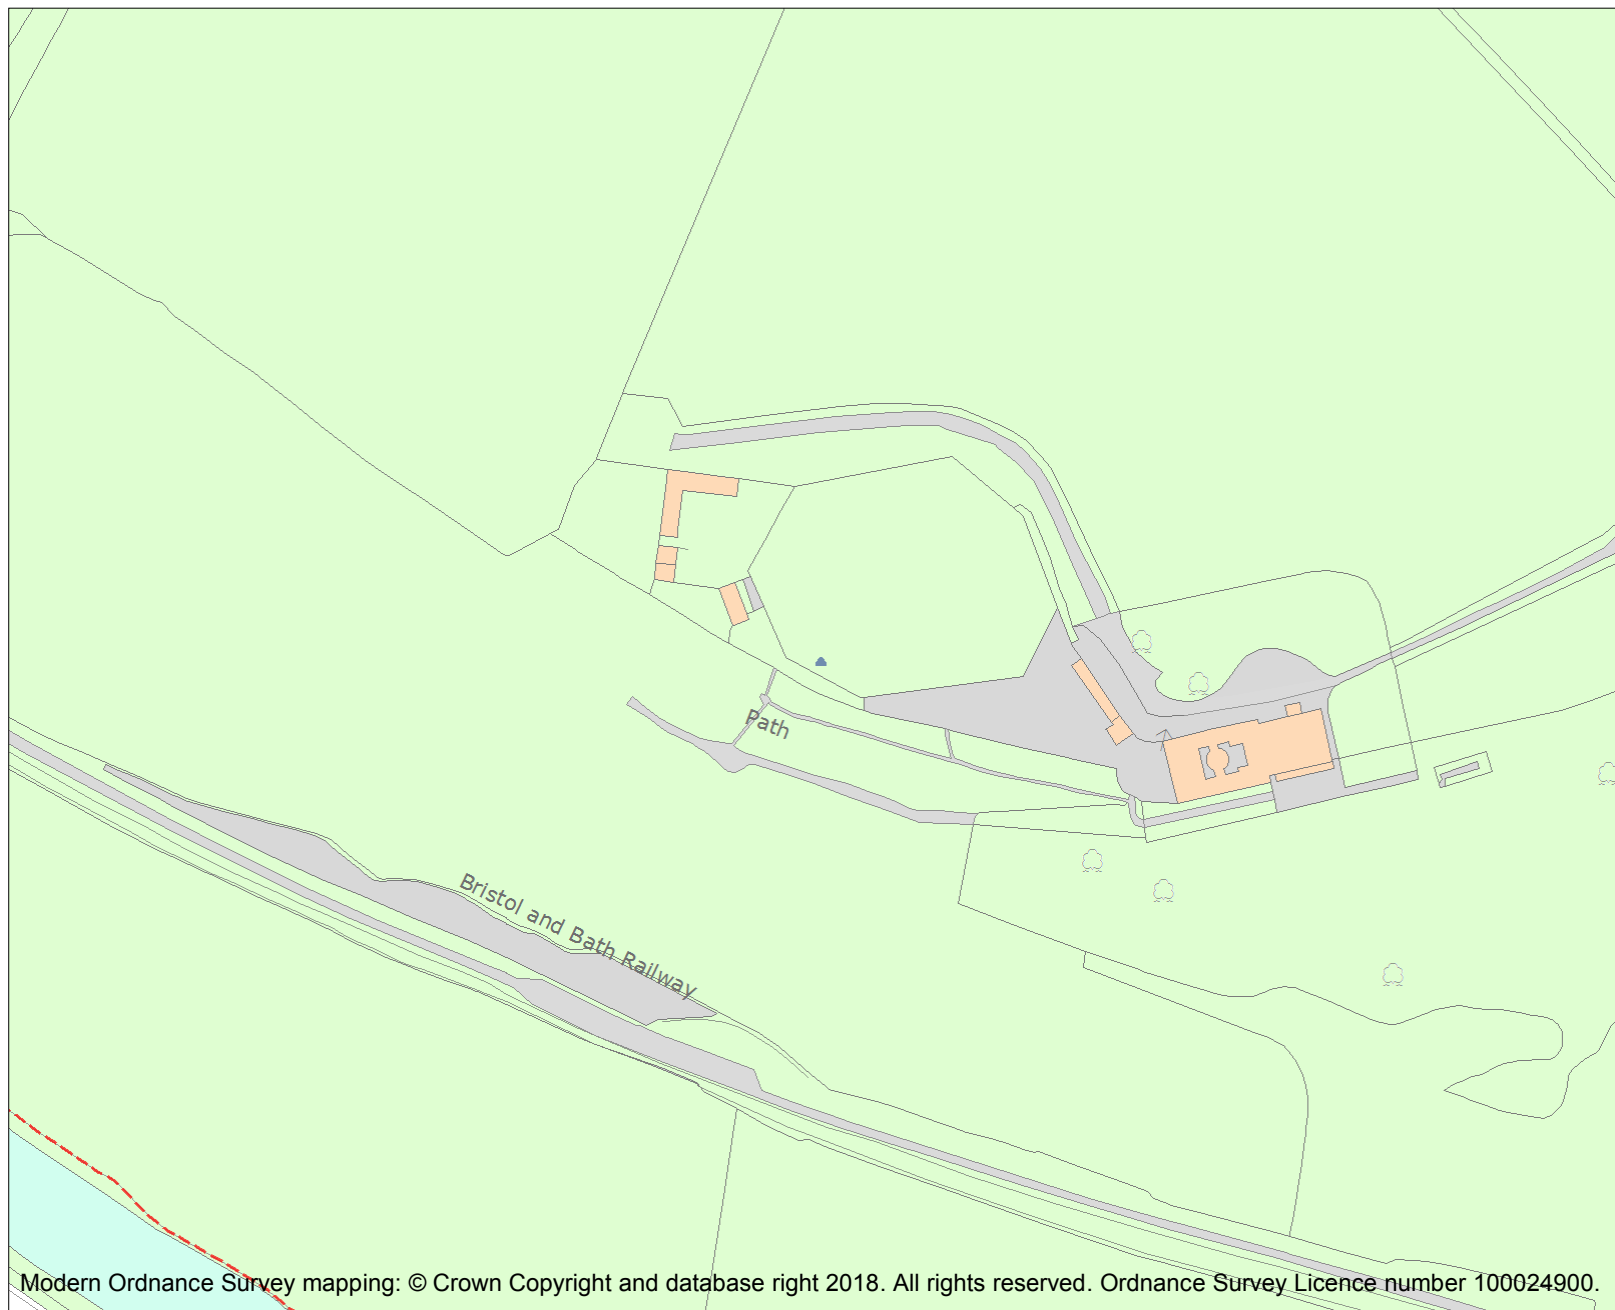 Path
Bristol and Bath Railway
Modern Ordnance Survey mapping: © Crown Copyright and database right 2018. All rights reserved. Ordnance Survey Licence number 100024900.